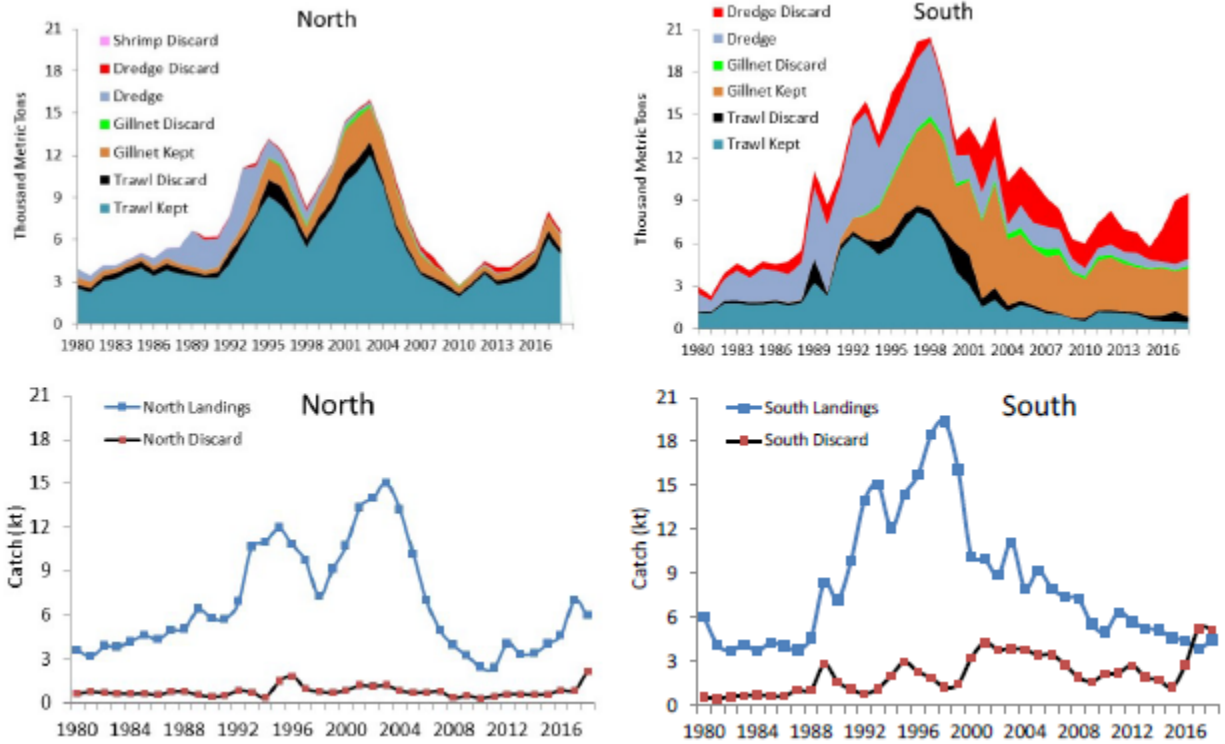 North
21
18
15
12
9
6
3
0
Thousand Metric Tons
Shrimp Discard
Dredge Discard
Dredge
Gillnet Discard
Gillnet Kept
Trawl Discard
Trawl Kept
1980 1983 1986 1989 1992 1995 1998 2001 2004 2007 2010 2013 2016
South
21
18
15
12
9
6
3
0
Thousand Metric Tons
Dredge Discard
Dredge
Gillnet Discard
Gillnet Kept
Trawl Discard
Trawl Kept
1980 1983 1986 1989 1992 1995 1998 2001 2004 2007 2010 2013 2016
North
21
18
15
12
9
6
3
0
Catch (kt)
North Landings
North Discard
1980 1984 1988 1992 1996 2000 2004 2008 2012 2016
South
21
18
15
12
9
6
3
0
Catch (kt)
South Landings
South Discard
1980 1984 1988 1992 1996 2000 2004 2008 2012 2016